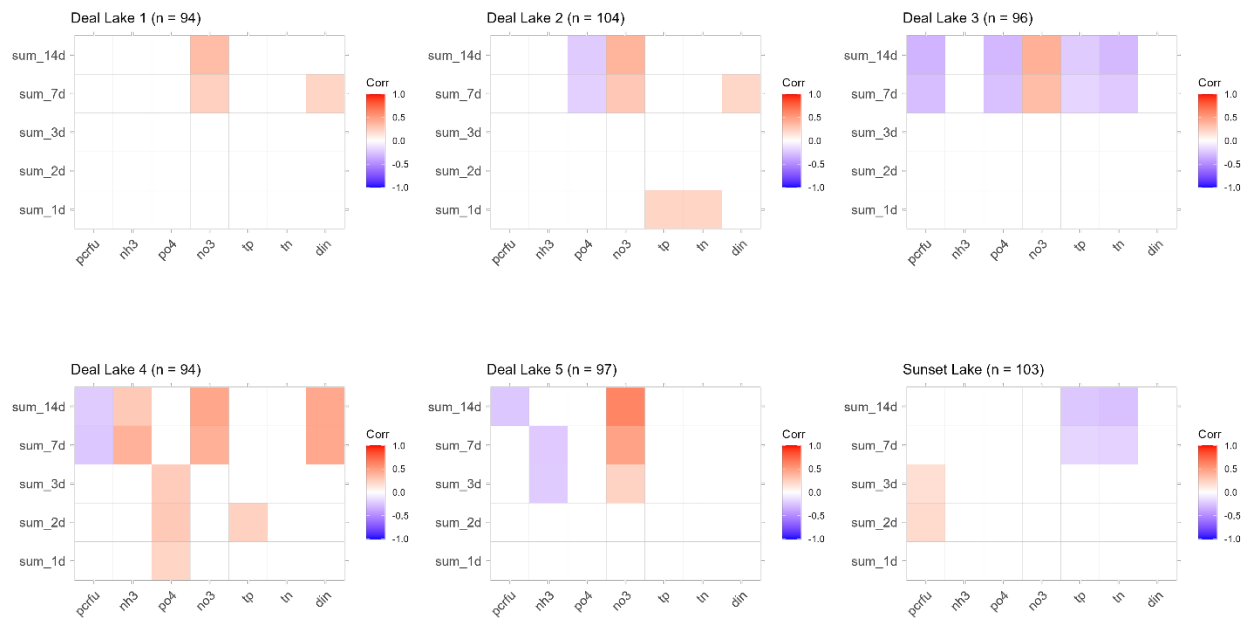 Deal Lake 1 (n = 94)
sum_14d
sum_7d
sum_3d
sum_2d
sum_1d
pcrfu nh3 po4 no3 tp tn din
Corr
1.0
0.5
0.0
-0.5
-1.0
Deal Lake 2 (n = 104)
sum_14d
sum_7d
sum_3d
sum_2d
sum_1d
pcrfu nh3 po4 no3 tp tn din
Corr
1.0
0.5
0.0
-0.5
-1.0
Deal Lake 3 (n = 96)
sum_14d
sum_7d
sum_3d
sum_2d
sum_1d
pcrfu nh3 po4 no3 tp tn din
Corr
1.0
0.5
0.0
-0.5
-1.0
Deal Lake 4 (n = 94)
sum_14d
sum_7d
sum_3d
sum_2d
sum_1d
pcrfu nh3 po4 no3 tp tn din
Corr
1.0
0.5
0.0
-0.5
-1.0
Deal Lake 5 (n = 97)
sum_14d
sum_7d
sum_3d
sum_2d
sum_1d
pcrfu nh3 po4 no3 tp tn din
Corr
1.0
0.5
0.0
-0.5
-1.0
Sunset Lake (n = 103)
sum_14d
sum_7d
sum_3d
sum_2d
sum_1d
pcrfu nh3 po4 no3 tp tn din
Corr
1.0
0.5
0.0
-0.5
-1.0